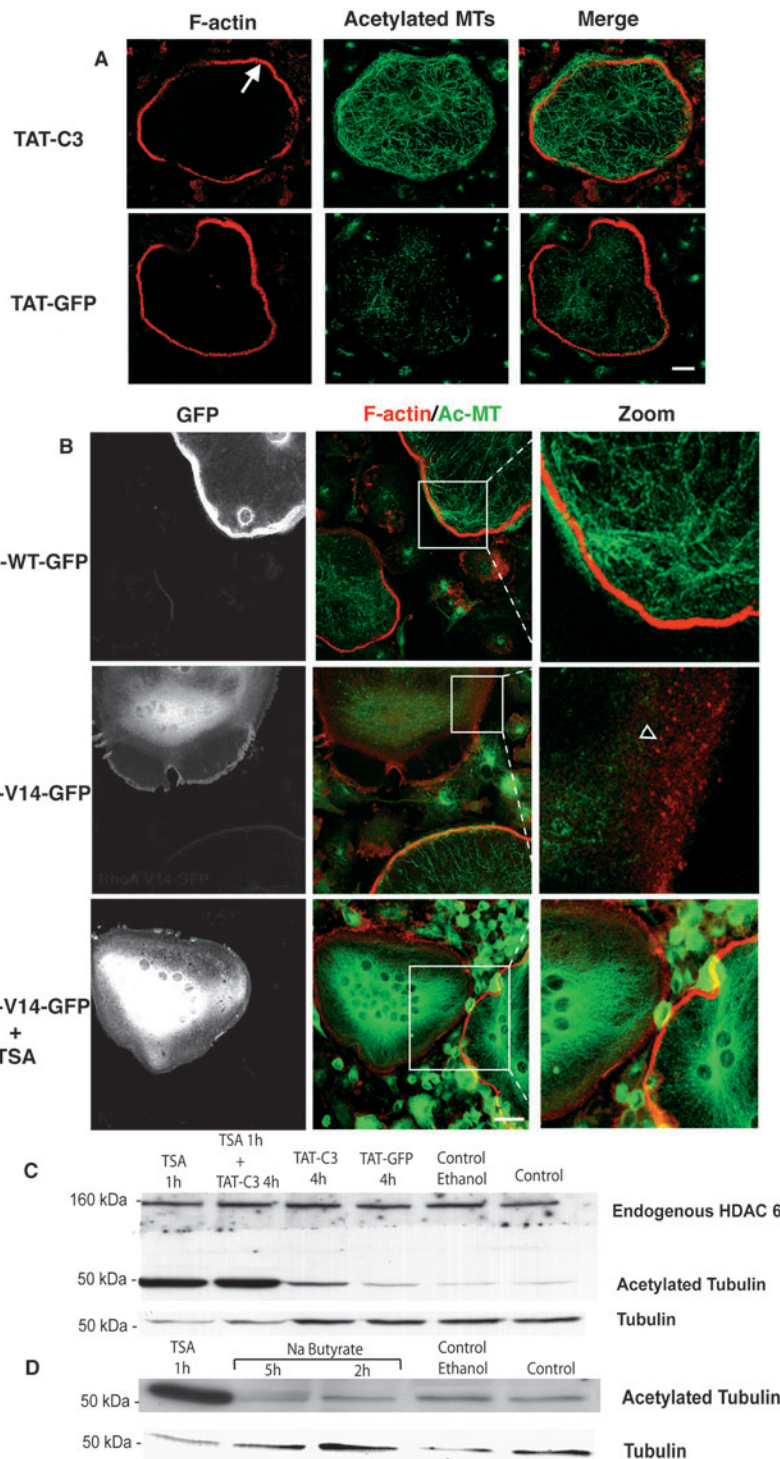 F-actin Acetylated MTs Merge
A
TAT-C3
TAT-GFP
GFP F-actin/Ac-MT Zoom
B
-WT-GFP
-V14-GFP
RhoA V14 GFP
-V14-GFP
+
TSA
C
TSA 1h TSA 1h + TAT-C3 4h TAT-C3 4h TAT-GFP 4h Control Ethanol Control
160 kDa - Endogenous HDAC 6
50 kDa - Acetylated Tubulin
50 kDa - Tubulin
D
TSA 1h Na Butyrate 5h 2h Control Ethanol Control
50 kDa - Acetylated Tubulin
50 kDa - Tubulin